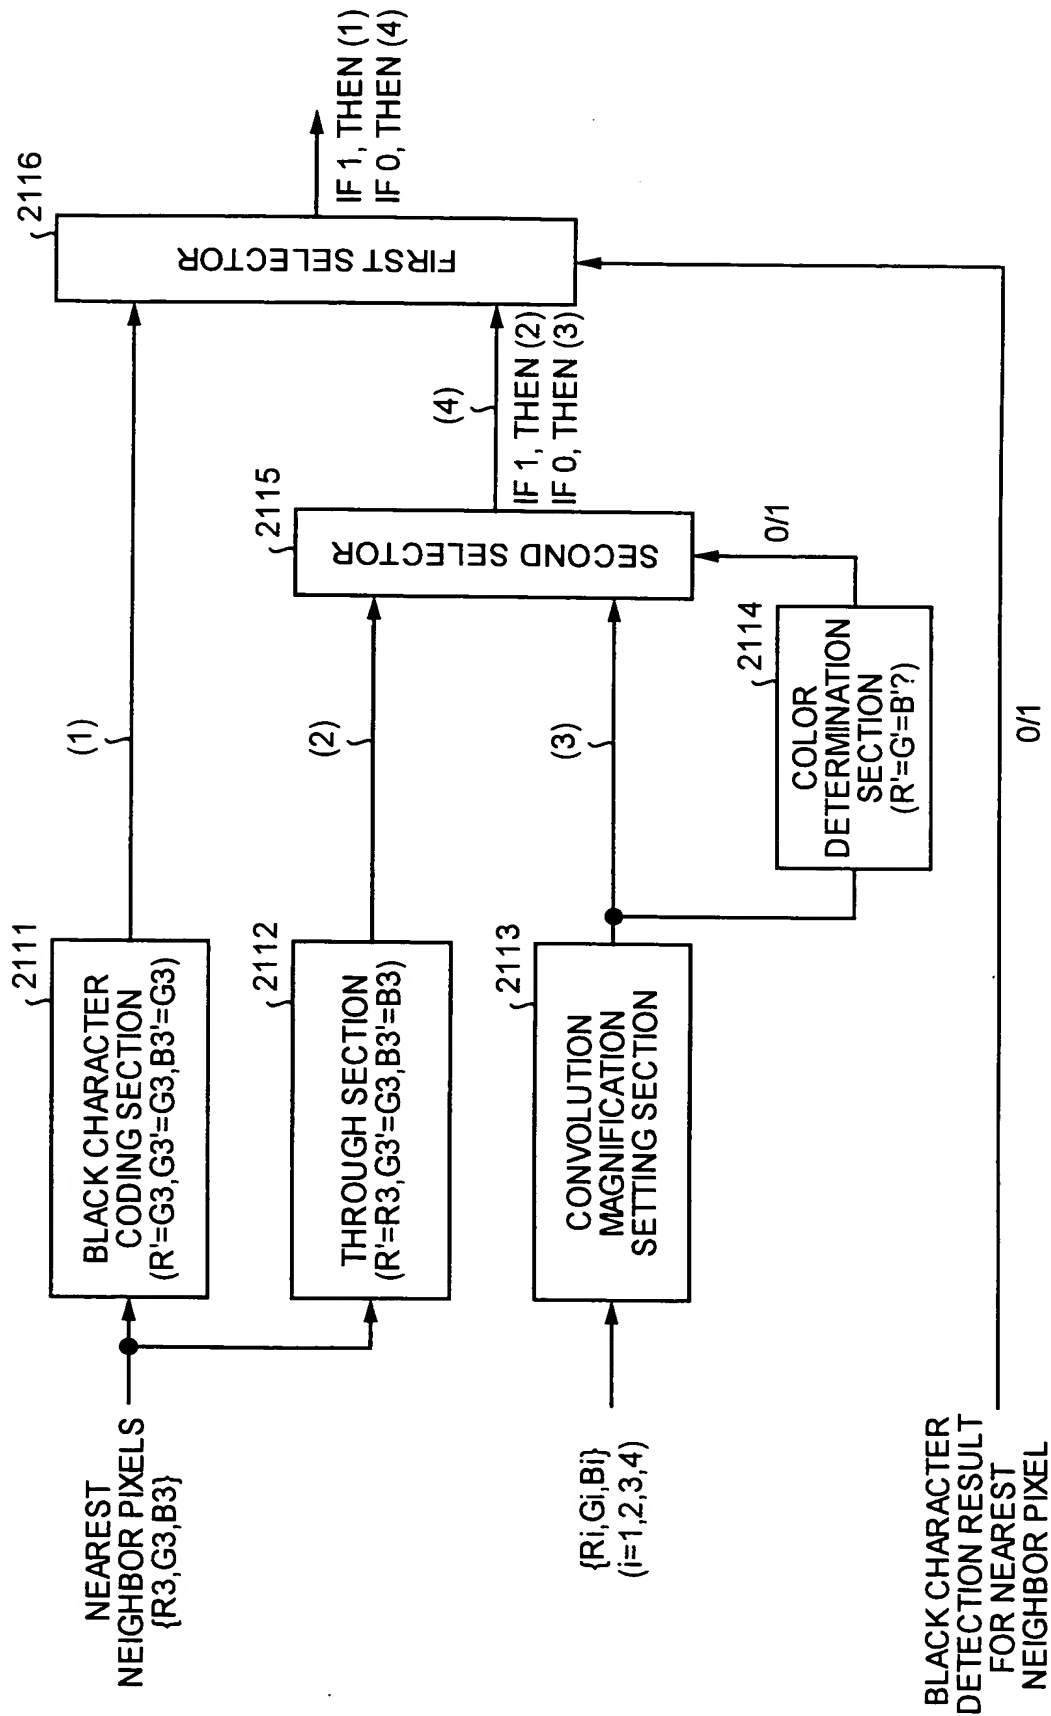 NEAREST
NEIGHBOR PIXELS
{R3,G3,B3}
2111
BLACK CHARACTER
CODING SECTION
(R'=G3,G3'=G3,B3'=G3)
(1)
2116
FIRST SELECTOR
IF 1, THEN (1)
IF 0, THEN (4)
2112
THROUGH SECTION
(R'=R3,G3'=G3,B3'=B3)
(2)
2115
SECOND SELECTOR
(4)
IF 1, THEN (2)
IF 0, THEN (3)
{Ri,Gi,Bi}
(i=1,2,3,4)
2113
CONVOLUTION
MAGNIFICATION
SETTING SECTION
(3)
2114
COLOR
DETERMINATION
SECTION
(R'=G'=B'?)
0/1
BLACK CHARACTER
DETECTION RESULT
FOR NEAREST
NEIGHBOR PIXEL
0/1